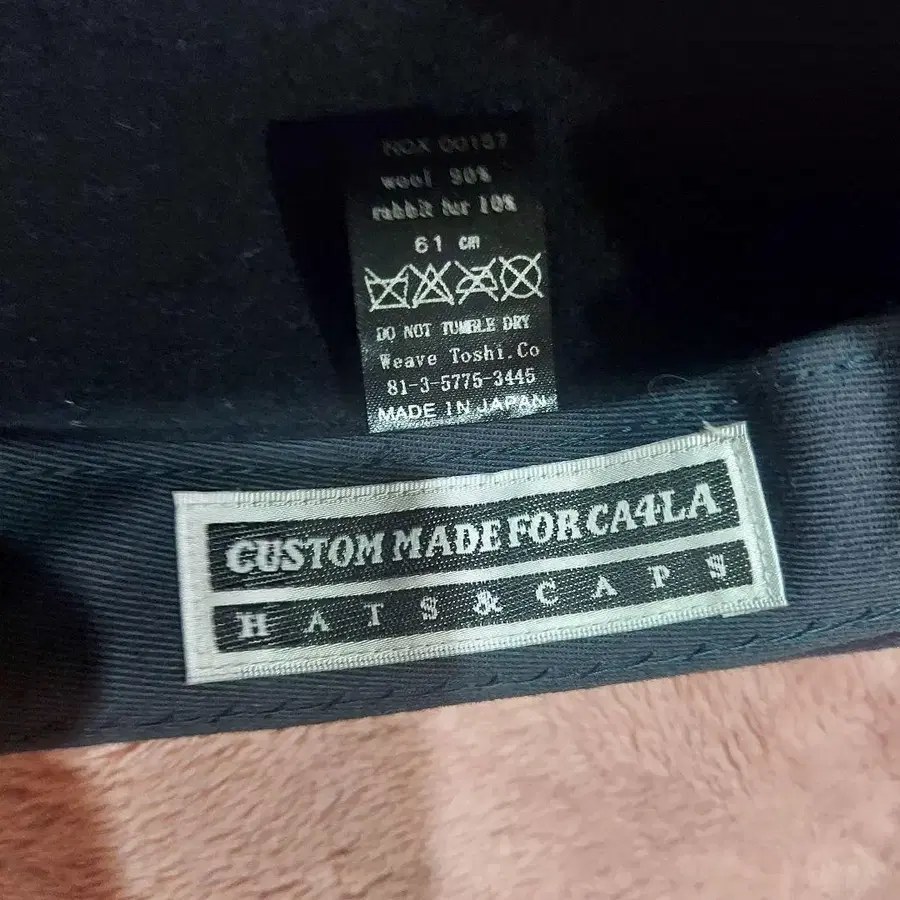 00157
wool 90%
rabbit fur 10%
61 cm
DO NOT TUMBLE DRY
Weave Toshi.Co
81-3-5775-3445
MADE IN JAPAN
CUSTOM MADE FOR CA4LA
HATS & CAPS